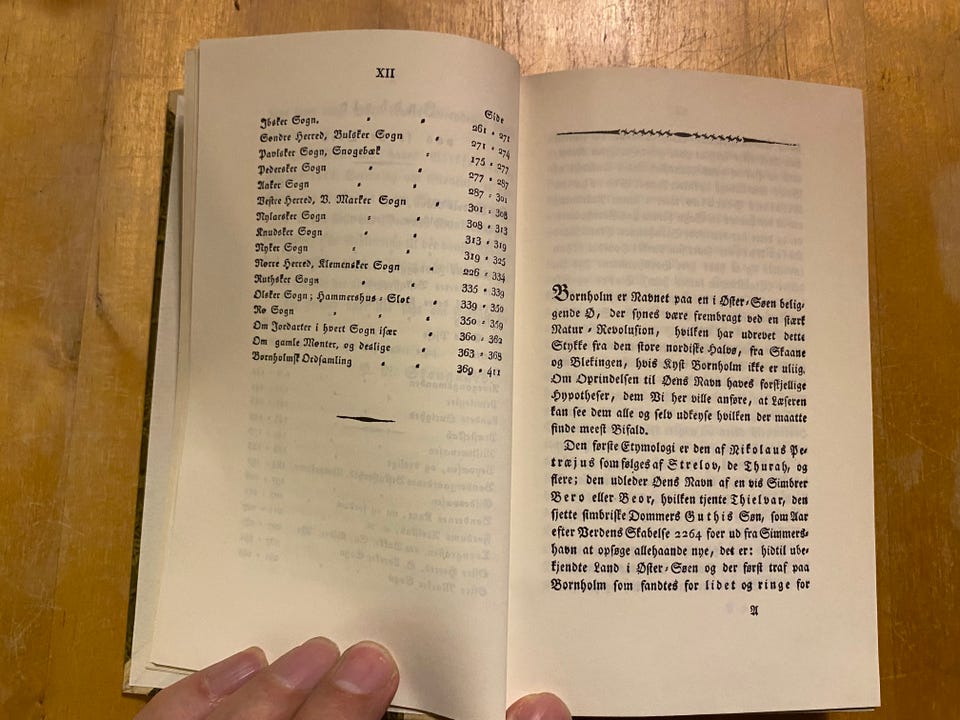 XII
Side
Ibsker Sogn. = = 261 = 271
Søndre Herred, Bulsker Sogn = 271 = 274
Pavlsker Sogn, Snogebæk = 175 = 277
Pedersker Sogn = = 277 = 287
Aaker Sogn = = 287 = 301
Vestre Herred, V. Marker Sogn = 301 = 308
Nylarsker Sogn = = 308 = 313
Knudsker Sogn = = 313 = 319
Nyker Sogn = = 319 = 325
Nørre Herred, Klemensker Sogn = 226 = 334
Ruthsker Sogn = = 335 = 339
Olsker Sogn; Hammershus = Slot = 339 = 350
Rø Sogn = = = 350 = 359
Om Jordarter i hvert Sogn især = 360 = 362
Om gamle Mønter, og deslige = 363 = 368
Bornholmsk Ordsamling = = 369 = 411
Bornholm er Navnet paa en i Øster=Søen belig=
gende Ø, der synes være frembragt ved en stærk
Natur = Revolusion, hvilken har udrevet dette
Stykke fra den store nordiske Halvø, fra Skaane
og Blekingen, hvis Kyst Bornholm ikke er uliig.
Om Oprindelsen til Øens Navn haves forskjellige
Hypotheser, dem Vi her ville anføre, at Læseren
kan see dem alle og selv udkeyse hvilken der maatte
finde meest Bifald.
Den første Etymologi er den af Nikolaus Pe=
træjus som følges af Strelov, de Thurah, og
flere; den udleder Øens Navn af en vis Simbrer
Bero eller Beor, hvilken tjente Thielvar, den
sjette simbriske Dommers Guthis Søn, som Aar
efter Verdens Skabelse 2264 foer ud fra Simmers=
havn at opsøge allehaande nye, det er: hidtil ube=
kjendte Land i Øster=Søen og der først traf paa
Bornholm som fandtes for lidet og ringe for
A